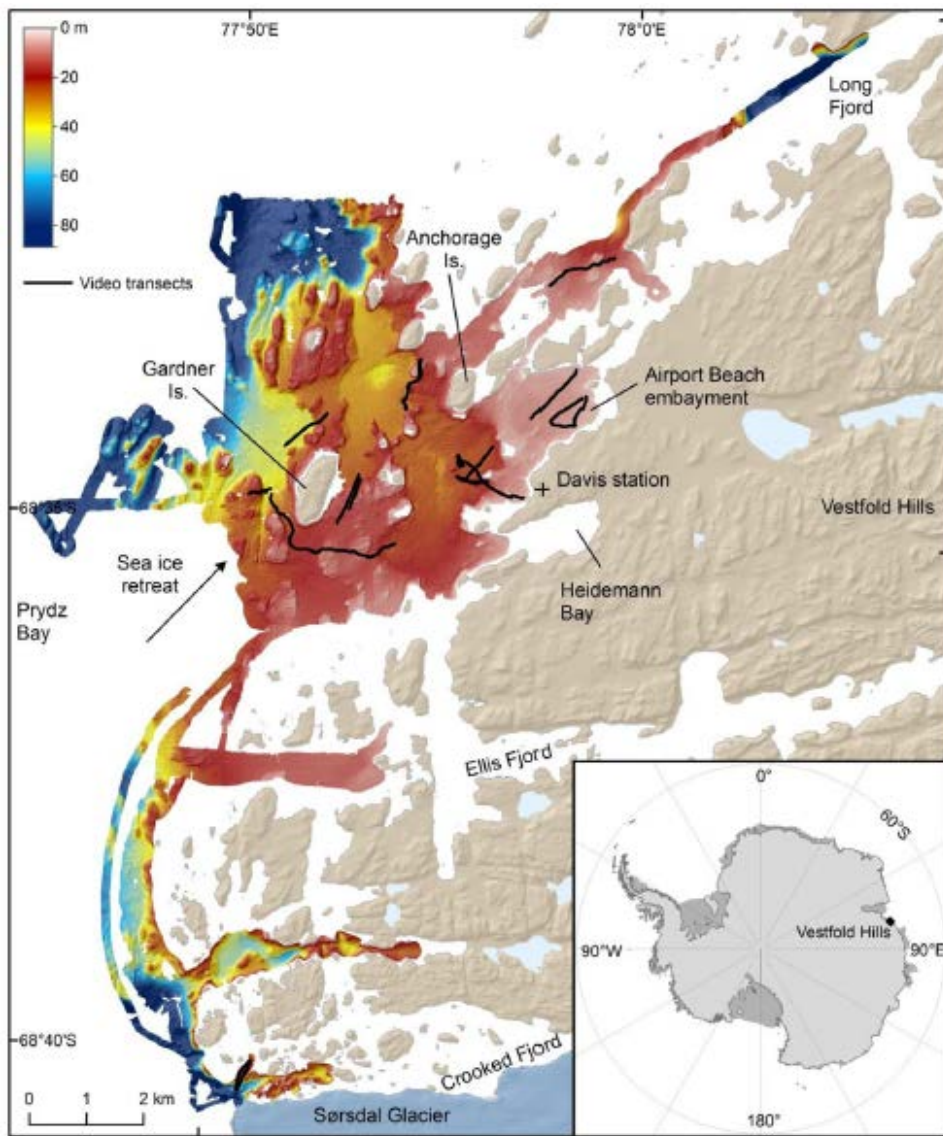 0 m
20
40
60
80
Video transects
77°50'E
78°0'E
Long
Fjord
Anchorage
Is.
Gardner
Is.
Airport Beach
embayment
Davis station
Vestfold Hills
68°35'S
Sea ice
retreat
Prydz
Bay
Heidemann
Bay
Ellis Fjord
68°40'S
Crooked Fjord
Sørsdal Glacier
0 1 2 km
0°
60°S
Vestfold Hills
90°W
90°E
180°